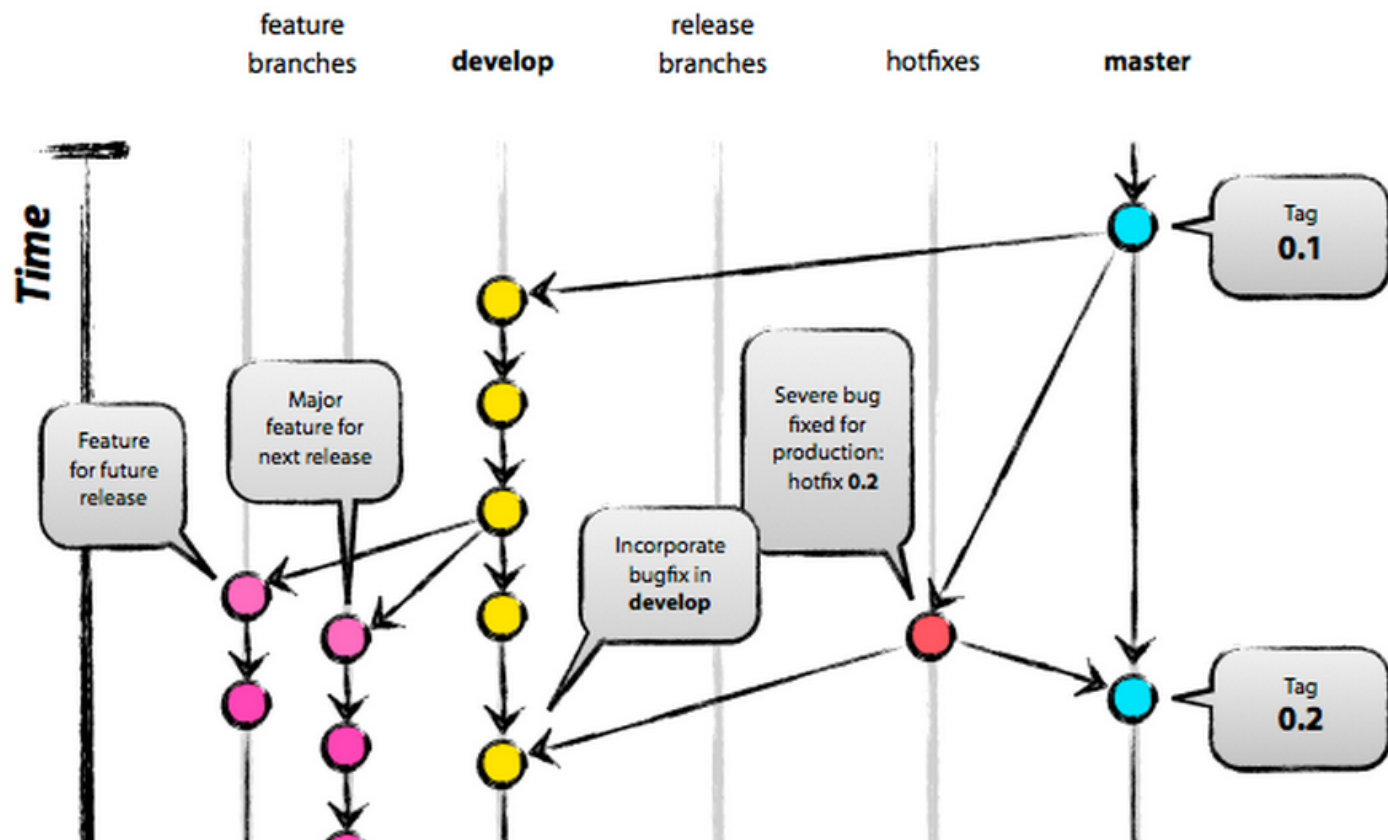 feature
branches
develop
release
branches
hotfixes
master
Time
Tag
0.1
Major
feature for
next release
Feature
for future
release
Severe bug
fixed for
production:
hotfix 0.2
Incorporate
bugfix in
develop
Tag
0.2